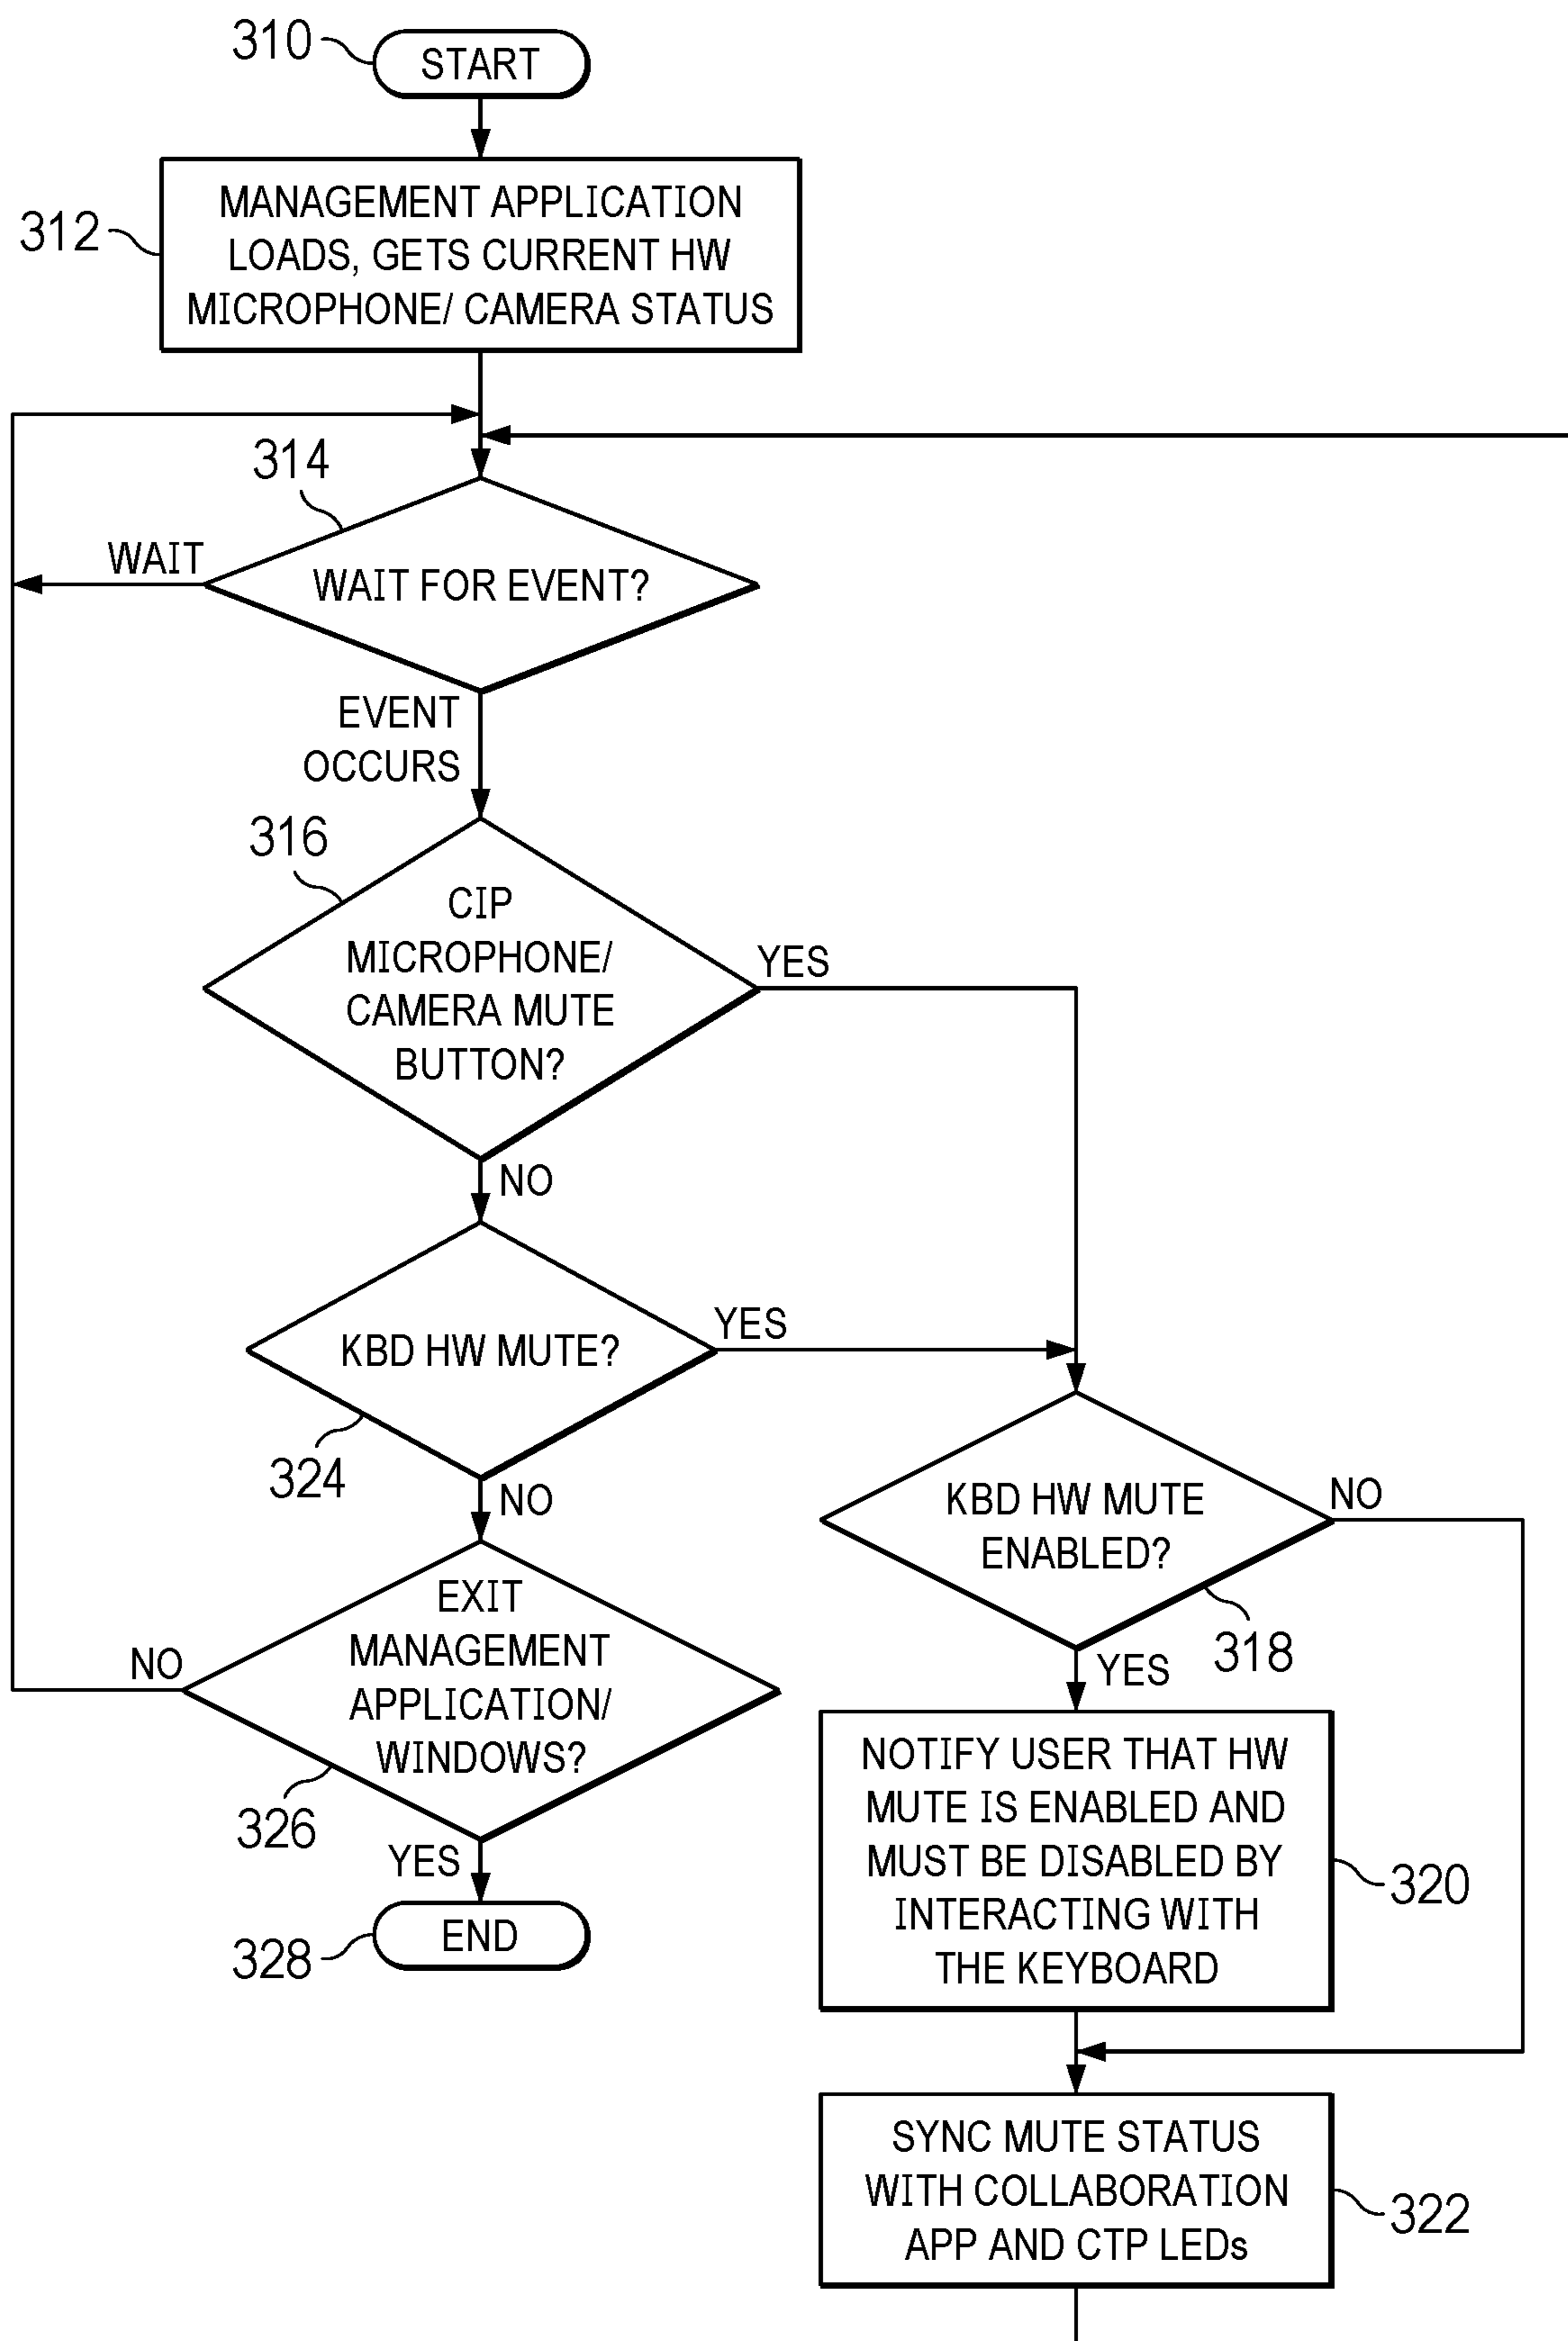 310
START
312
MANAGEMENT APPLICATION
LOADS, GETS CURRENT HW
MICROPHONE/ CAMERA STATUS
314
WAIT
WAIT FOR EVENT?
EVENT
OCCURS
316
CIP
MICROPHONE/
CAMERA MUTE
BUTTON?
YES
NO
KBD HW MUTE?
YES
324
NO
KBD HW MUTE
ENABLED?
NO
318
YES
EXIT
MANAGEMENT
APPLICATION/
WINDOWS?
NO
326
YES
END
328
NOTIFY USER THAT HW
MUTE IS ENABLED AND
MUST BE DISABLED BY
INTERACTING WITH
THE KEYBOARD
320
SYNC MUTE STATUS
WITH COLLABORATION
APP AND CTP LEDs
322